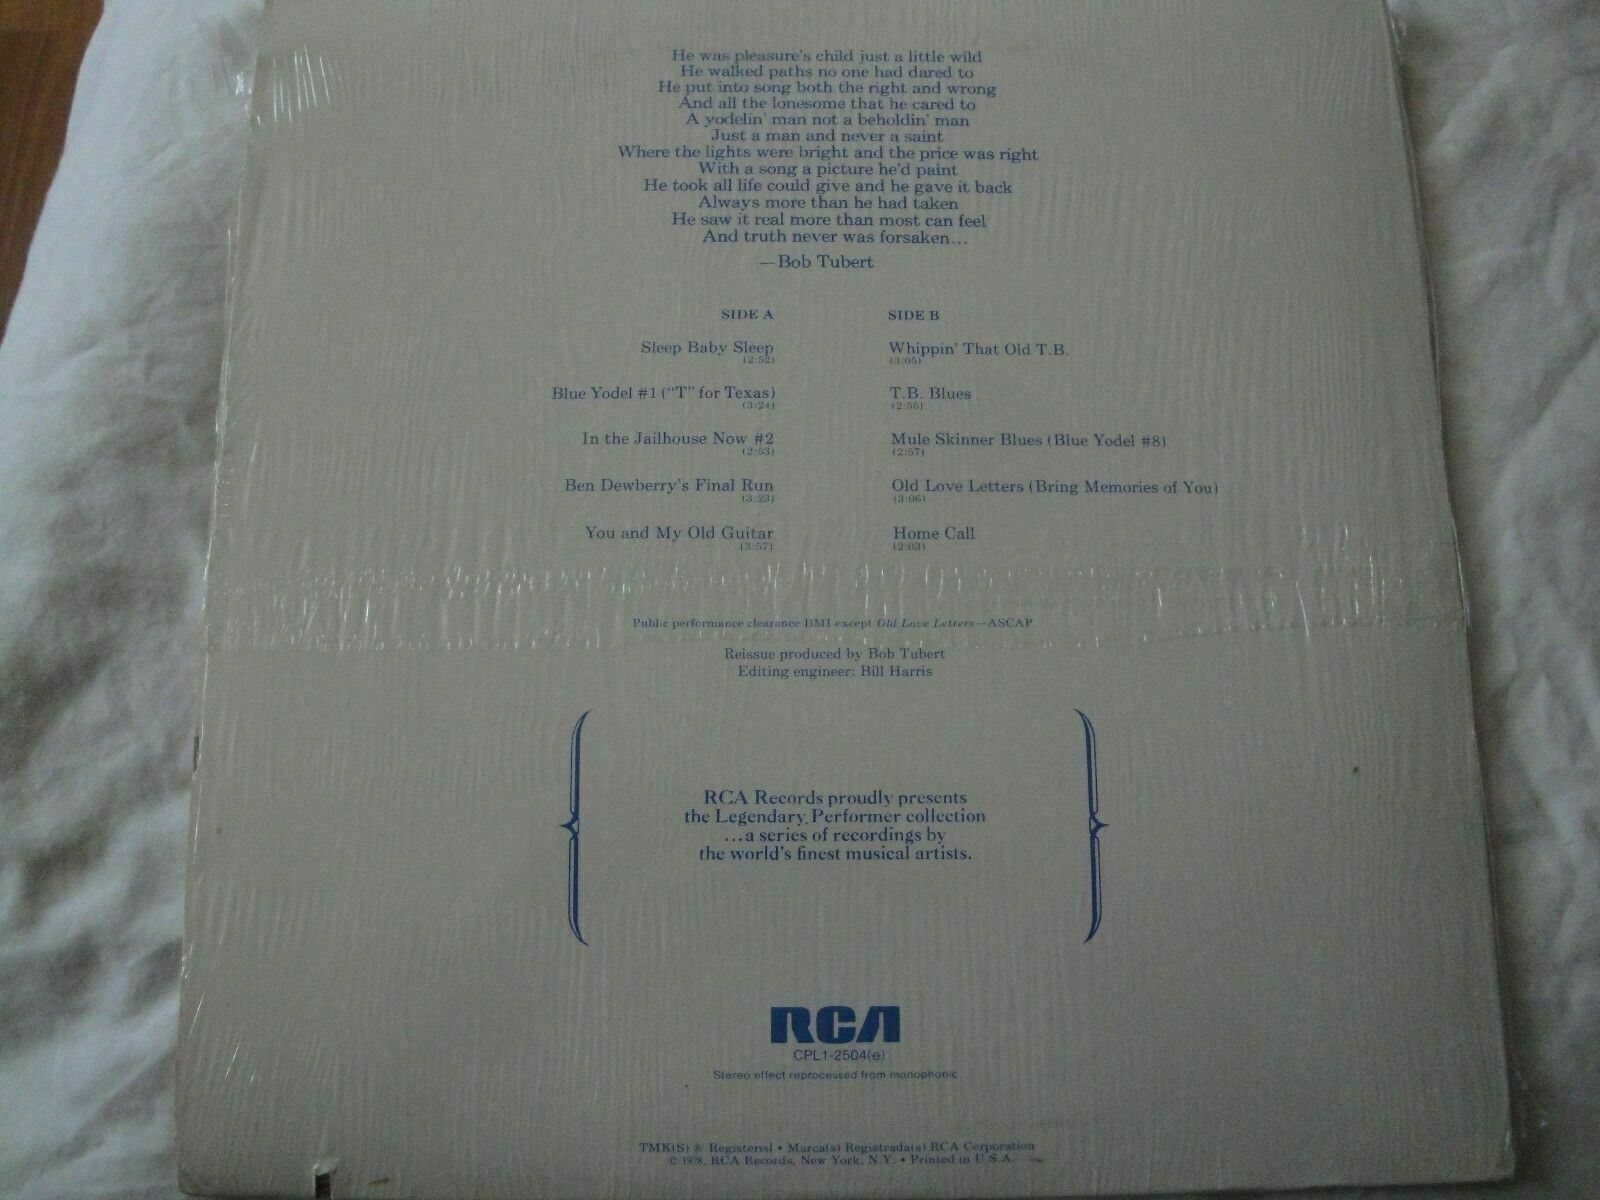 He was pleasure's child just a little wild
He walked paths no one had dared to
He put into song both the right and wrong
And all the lonesome that he cared to
A yodelin' man not a beholdin' man
Just a man and never a saint
Where the lights were bright and the price was right
With a song a picture he'd paint
He took all life could give and he gave it back
Always more than he had taken
He saw it real more than most can feel
And truth never was forsaken...
—Bob Tubert
SIDE A
Sleep Baby Sleep
(2:52)
Blue Yodel #1 ("T" for Texas)
(3:24)
In the Jailhouse Now #2
(2:53)
Ben Dewberry's Final Run
(3:23)
You and My Old Guitar
(3:57)
SIDE B
Whippin' That Old T.B.
(3:05)
T.B. Blues
(2:55)
Mule Skinner Blues (Blue Yodel #8)
(2:57)
Old Love Letters (Bring Memories of You)
(3:06)
Home Call
(2:03)
Public performance clearance BMI except Old Love Letters—ASCAP
Reissue produced by Bob Tubert
Editing engineer: Bill Harris
RCA Records proudly presents
the Legendary Performer collection
...a series of recordings by
the world's finest musical artists.
RCA
CPL1-2504(e)
Stereo effect reprocessed from monophonic
TMK(S) ® Registered • Marca(s) Registrada(s) RCA Corporation
© 1978, RCA Records, New York, N.Y. • Printed in U.S.A.